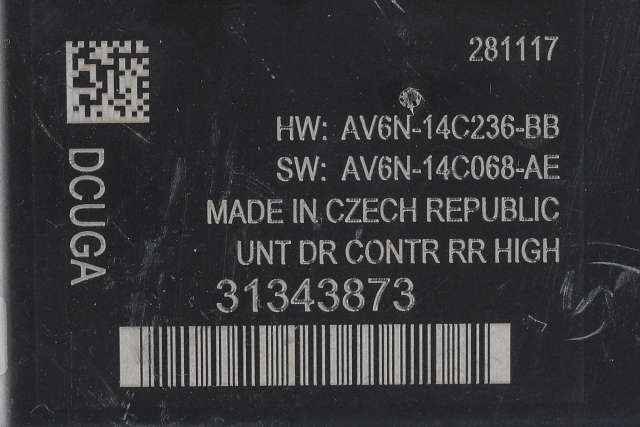 281117
HW: AV6N-14C236-BB
SW: AV6N-14C068-AE
DCUGA
MADE IN CZECH REPUBLIC
UNT DR CONTR RR HIGH
31343873